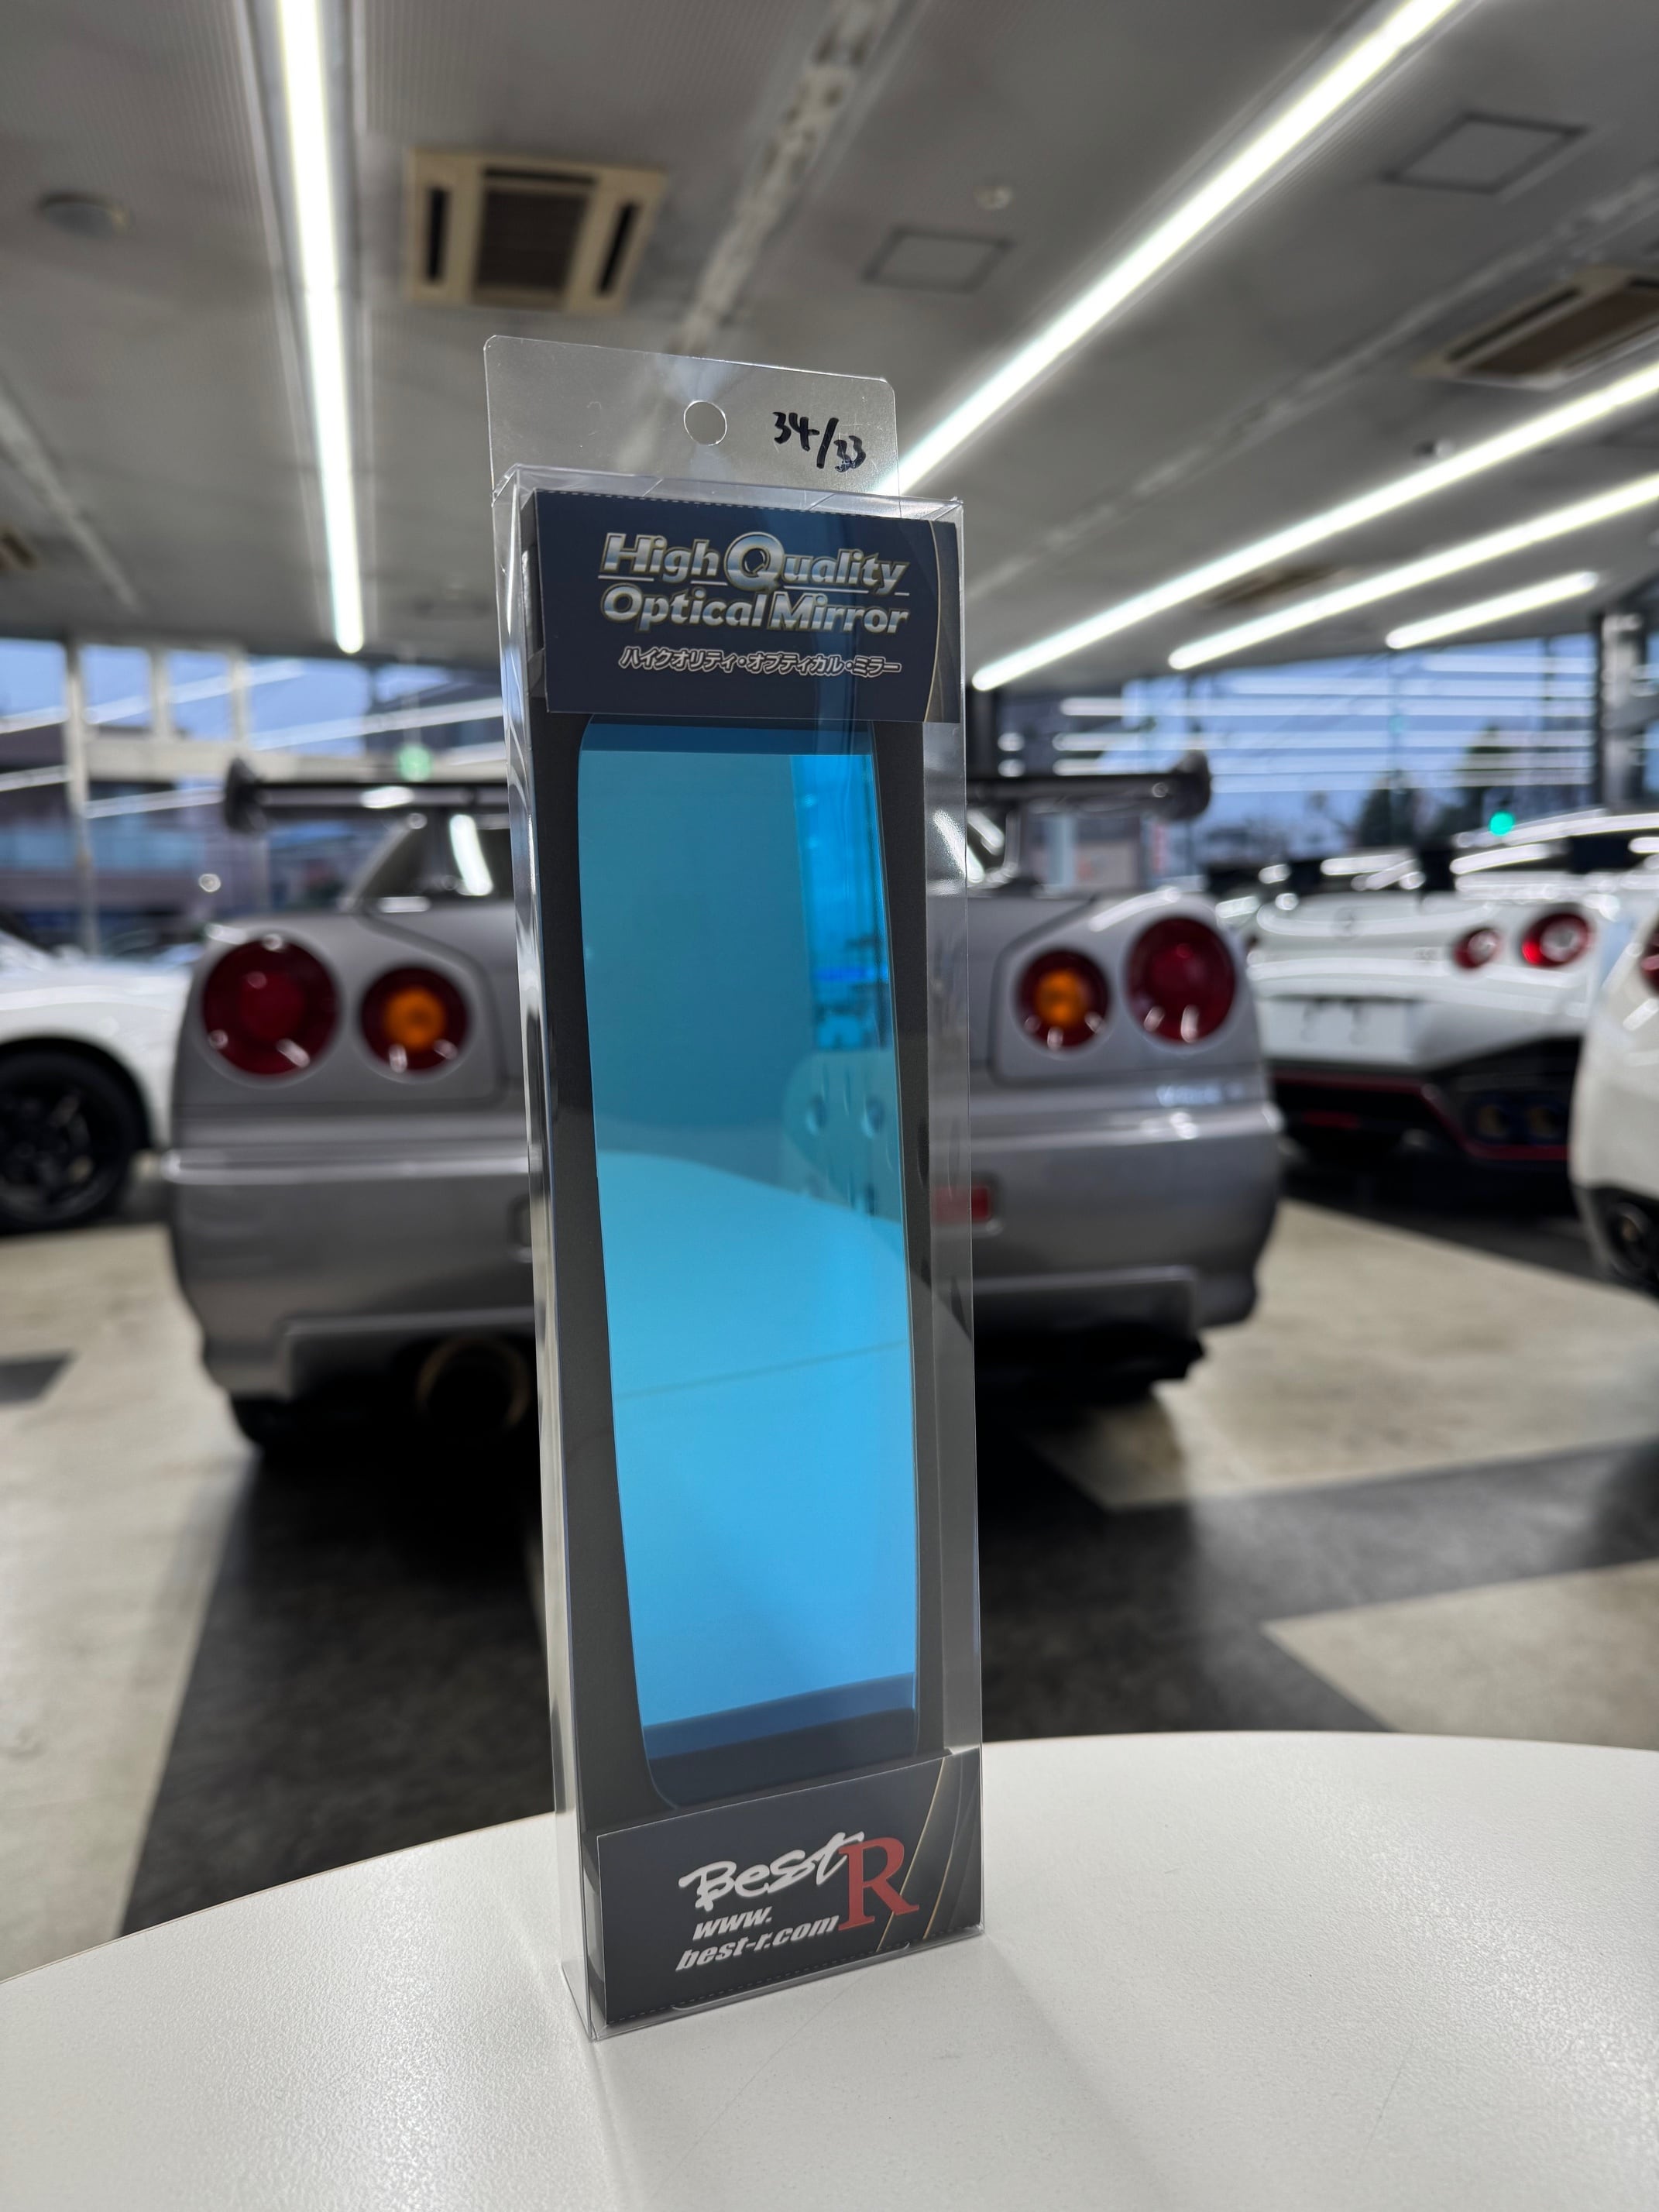 34/33
High Quality
Optical Mirror
ハイクオリティ・オプティカル・ミラー
Best R
www.
best-r.com